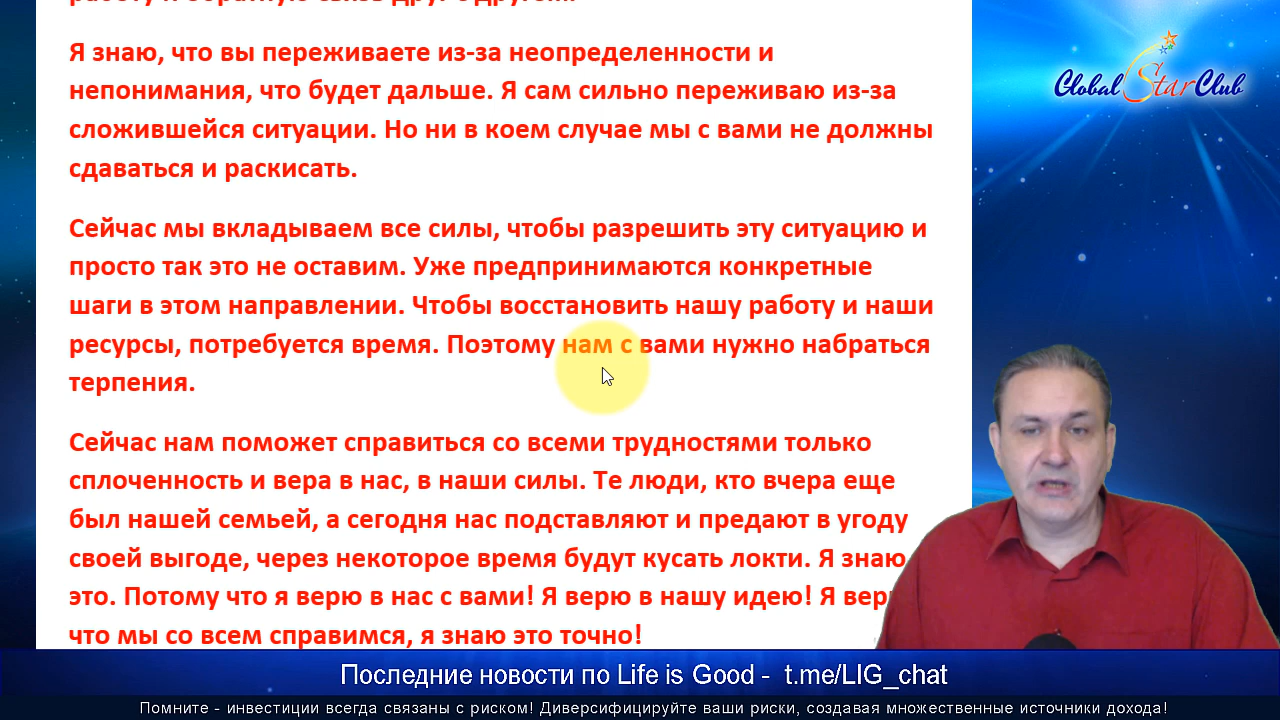 Я знаю, что вы переживаете из-за неопределенности и
непонимания, что будет дальше. Я сам сильно переживаю из-за
сложившейся ситуации. Но ни в коем случае мы с вами не должны
сдаваться и раскисать.
Сейчас мы вкладываем все силы, чтобы разрешить эту ситуацию и
просто так это не оставим. Уже предпринимаются конкретные
шаги в этом направлении. Чтобы восстановить нашу работу и наши
ресурсы, потребуется время. Поэтому нам с вами нужно набраться
терпения.
Сейчас нам поможет справиться со всеми трудностями только
сплоченность и вера в нас, в наши силы. Те люди, кто вчера еще
был нашей семьей, а сегодня нас подставляют и предают в угоду
своей выгоде, через некоторое время будут кусать локти. Я знаю
это. Потому что я верю в нас с вами! Я верю в нашу идею! Я
что мы со всем справимся, я знаю это точно!
Global Star Club
Последние новости по Life is Good - t.me/LIG_chat
Помните - инвестиции всегда связаны с риском! Диверсифицируйте ваши риски, создавая множественные источники дохода!